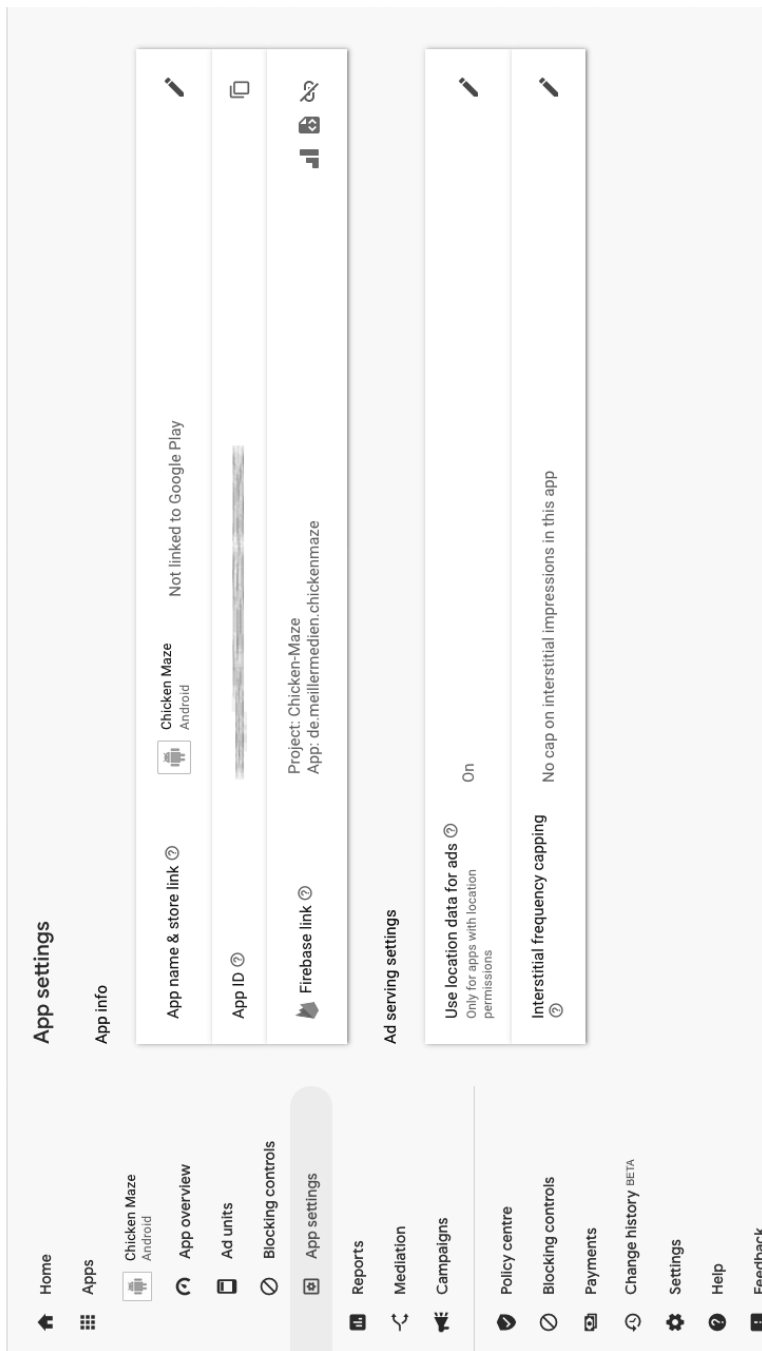 Home
Apps
Chicken Maze
Android
App overview
Ad units
Blocking controls
App settings
Reports
Mediation
Campaigns
Policy centre
Blocking controls
Payments
Change history BETA
Settings
Help
Feedback
App settings
App info
App name & store link
Chicken Maze
Android
Not linked to Google Play
App ID
Firebase link
Project: Chicken-Maze
App: de.meillermedien.chickenmaze
Ad serving settings
Use location data for ads
Only for apps with location
permissions
On
Interstitial frequency capping
No cap on interstitial impressions in this app